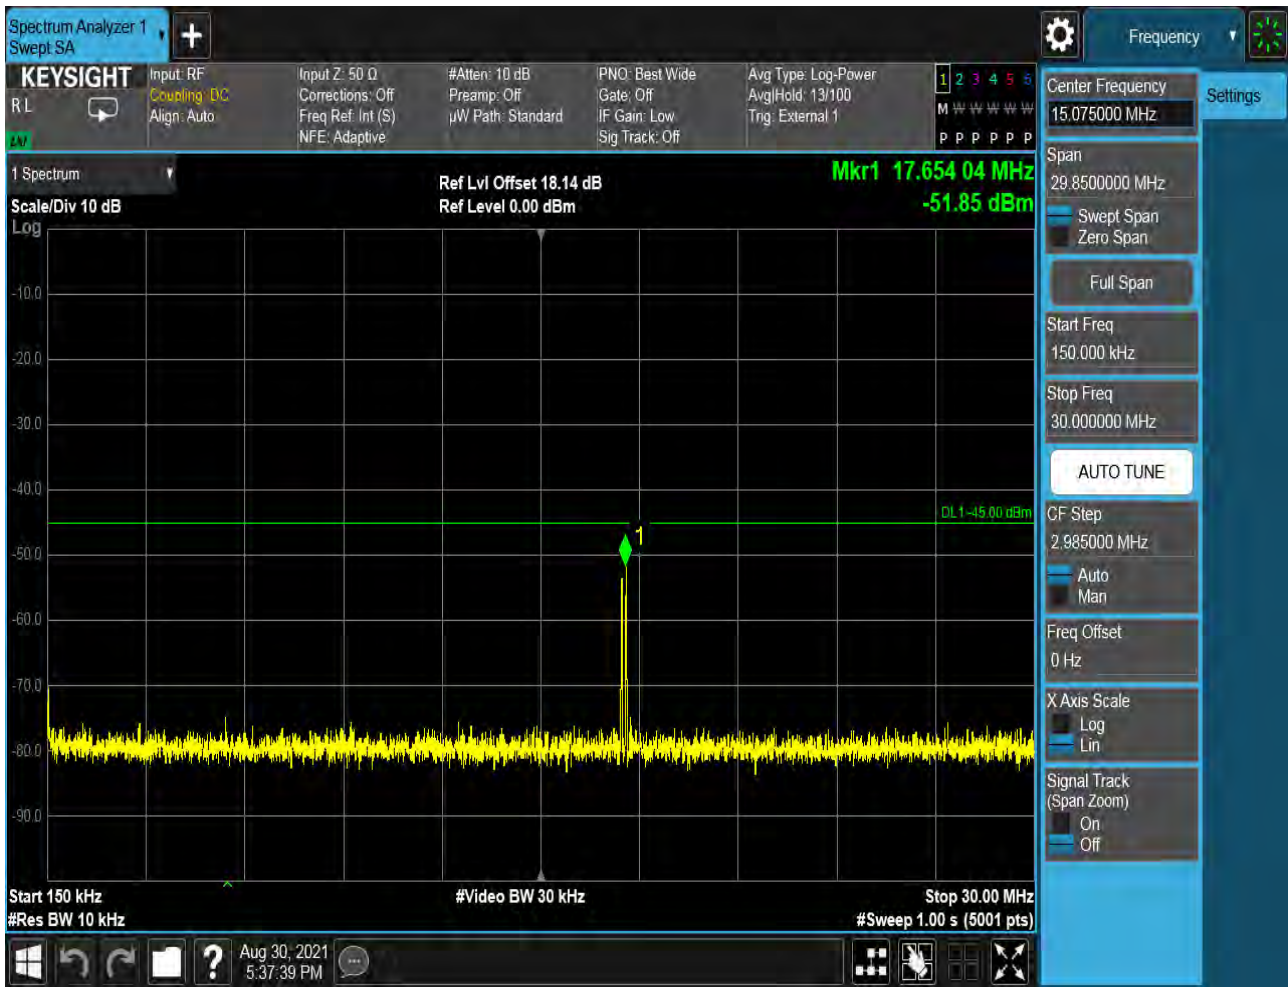 Spectrum Analyzer 1
Swept SA
Frequency
KEYSIGHT
R L
LNI
Input: RF
Coupling: DC
Align: Auto
Input Z: 50 Ω
Corrections: Off
Freq Ref: Int (S)
NFE: Adaptive
#Atten: 10 dB
Preamp: Off
µW Path: Standard
PNO: Best Wide
Gate: Off
IF Gain: Low
Sig Track: Off
Avg Type: Log-Power
Avg|Hold: 13/100
Trig: External 1
1 2 3 4 5 6
M W W W W W
P P P P P P
1 Spectrum
Scale/Div 10 dB
Log
Ref Lvl Offset 18.14 dB
Ref Level 0.00 dBm
Mkr1 17.654 04 MHz
-51.85 dBm
-10.0
-20.0
-30.0
-40.0
DL1 -45.00 dBm
1
-50.0
-60.0
-70.0
-80.0
-90.0
Start 150 kHz
#Res BW 10 kHz
#Video BW 30 kHz
Stop 30.00 MHz
#Sweep 1.00 s (5001 pts)
Center Frequency
15.075000 MHz
Settings
Span
29.8500000 MHz
Swept Span
Zero Span
Full Span
Start Freq
150.000 kHz
Stop Freq
30.000000 MHz
AUTO TUNE
CF Step
2.985000 MHz
Auto
Man
Freq Offset
0 Hz
X Axis Scale
Log
Lin
Signal Track
(Span Zoom)
On
Off
?
Aug 30, 2021
5:37:39 PM